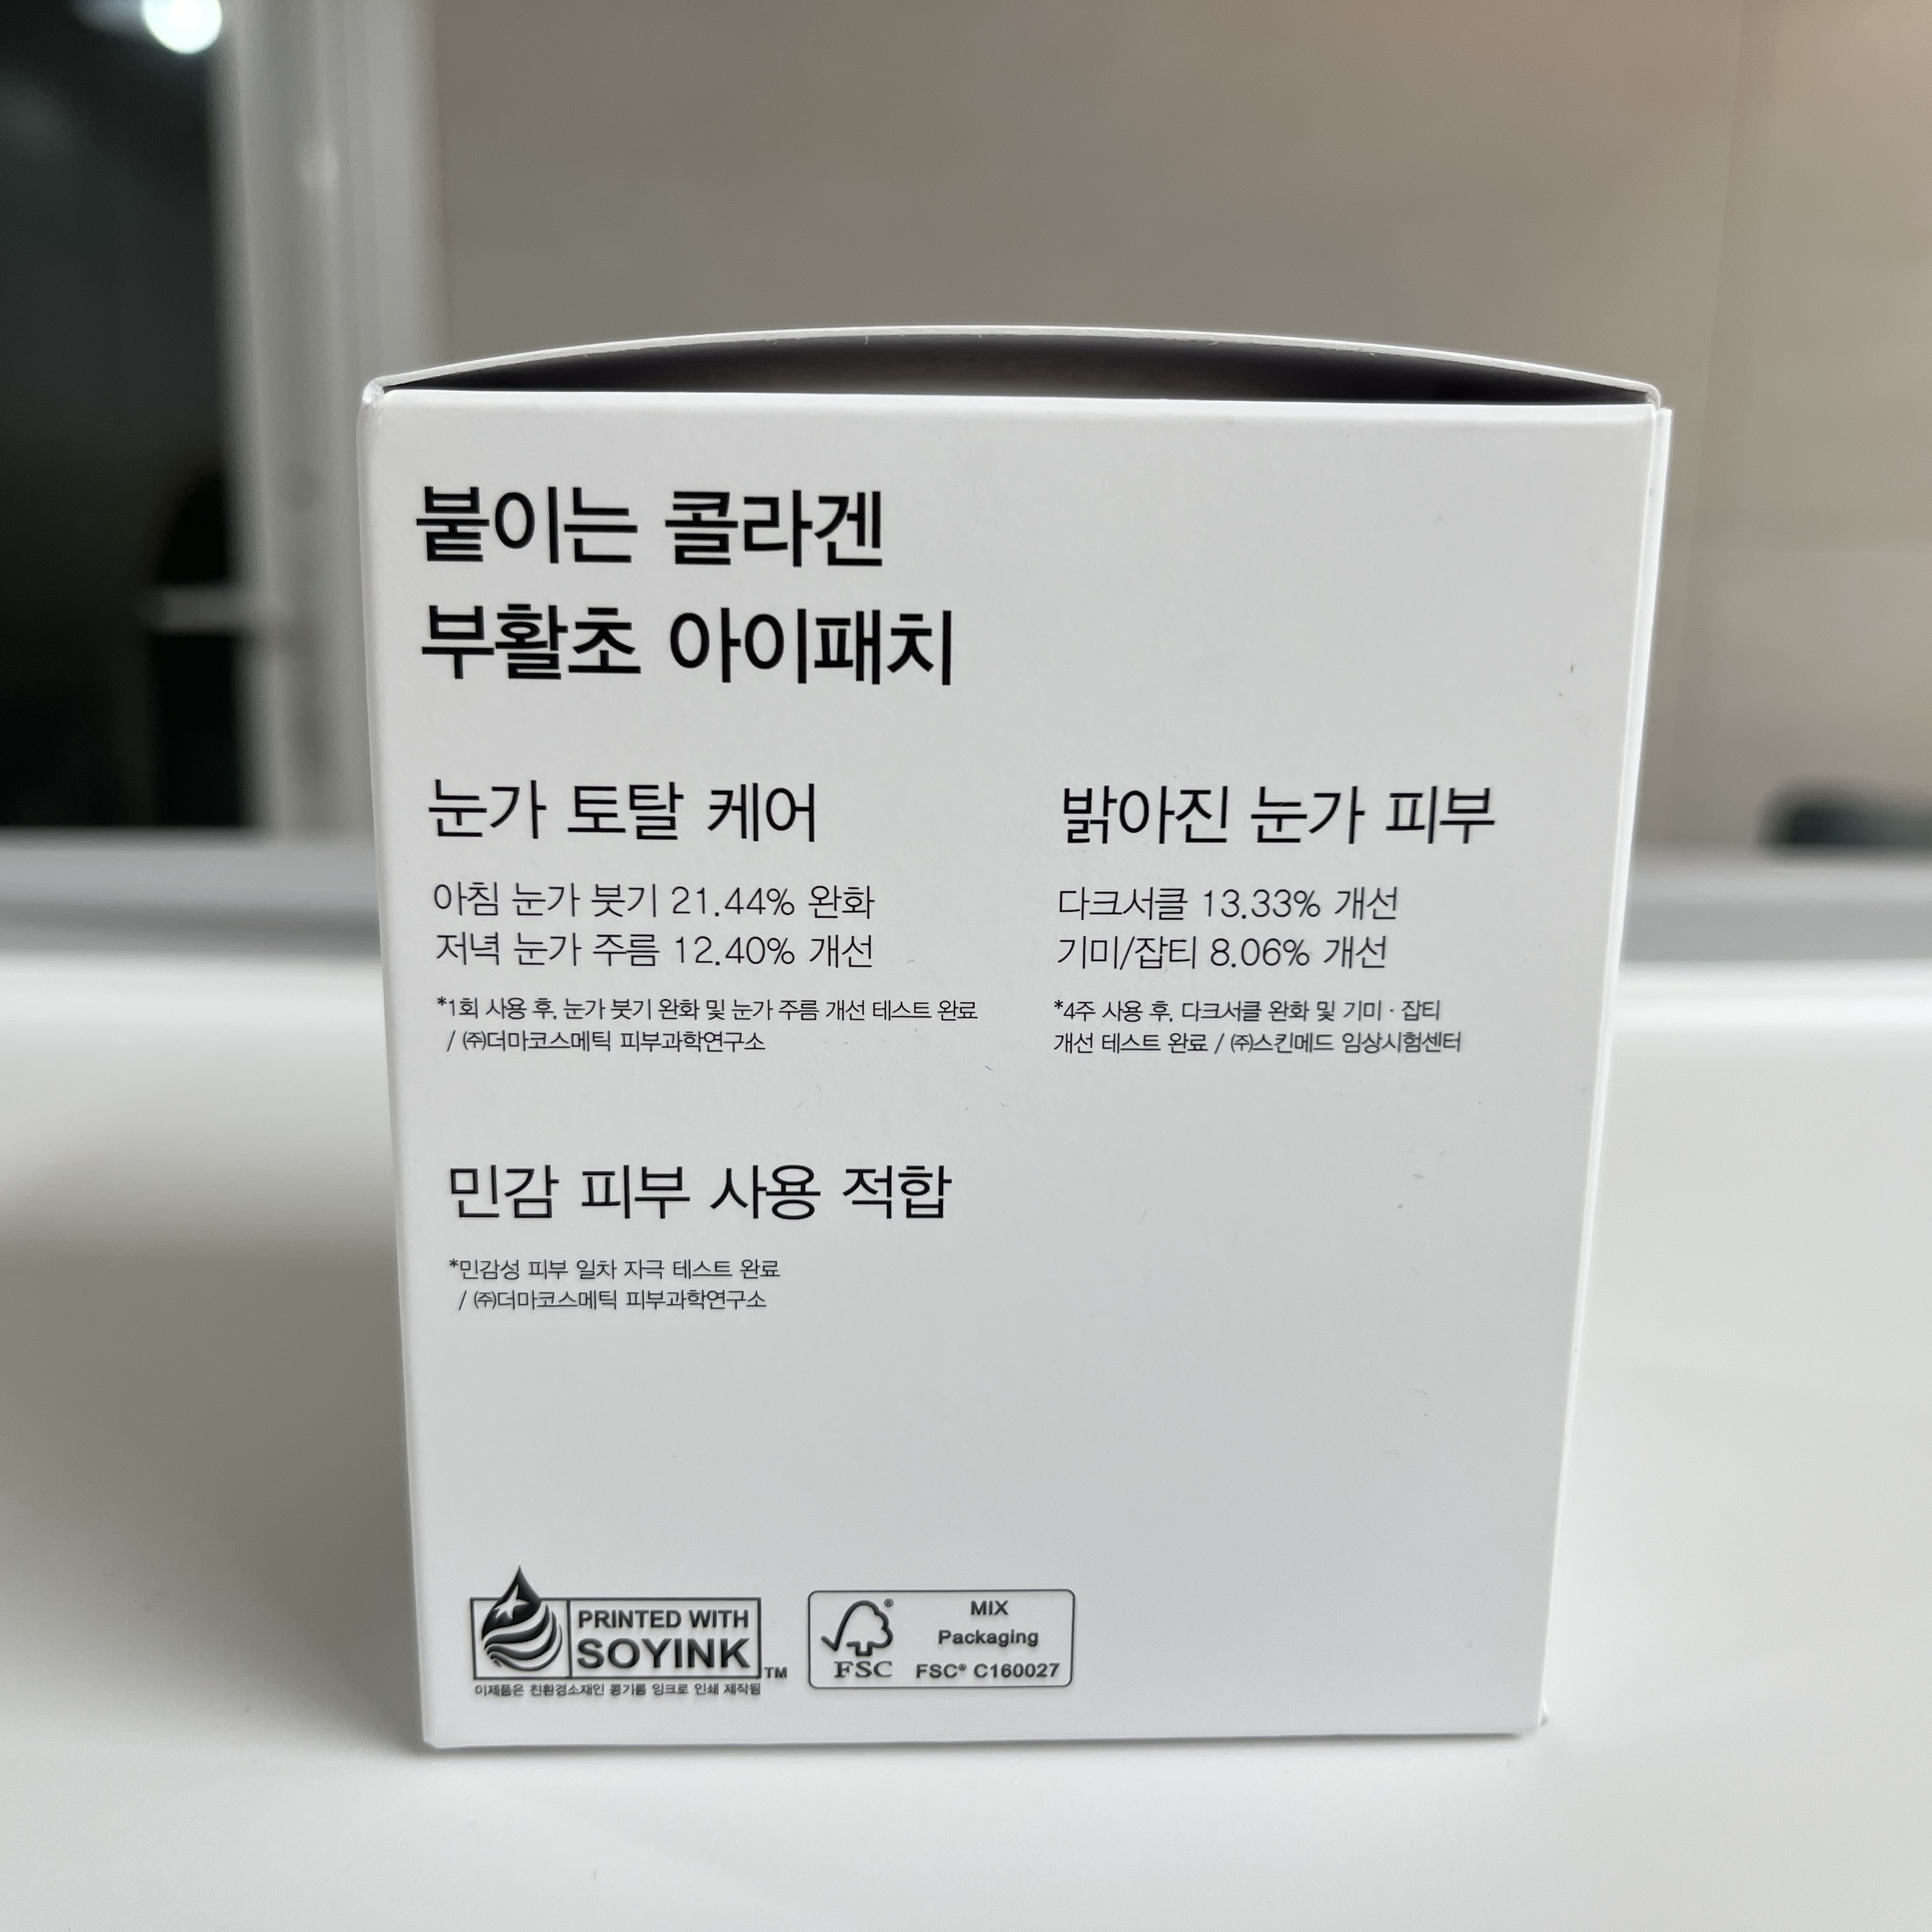 붙이는 콜라겐
부활초 아이패치
눈가 토탈 케어
아침 눈가 붓기 21.44% 완화
저녁 눈가 주름 12.40% 개선
*1회 사용 후, 눈가 붓기 완화 및 눈가 주름 개선 테스트 완료
/ ㈜더마코스메틱 피부과학연구소
밝아진 눈가 피부
다크서클 13.33% 개선
기미/잡티 8.06% 개선
*4주 사용 후, 다크서클 완화 및 기미 · 잡티
개선 테스트 완료 / ㈜스킨메드 임상시험센터
민감 피부 사용 적합
*민감성 피부 일차 자극 테스트 완료
/ ㈜더마코스메틱 피부과학연구소
PRINTED WITH
SOYINK™
이제품은 친환경소재인 콩기름 잉크로 인쇄 제작됨
FSC®
MIX
Packaging
FSC® C160027